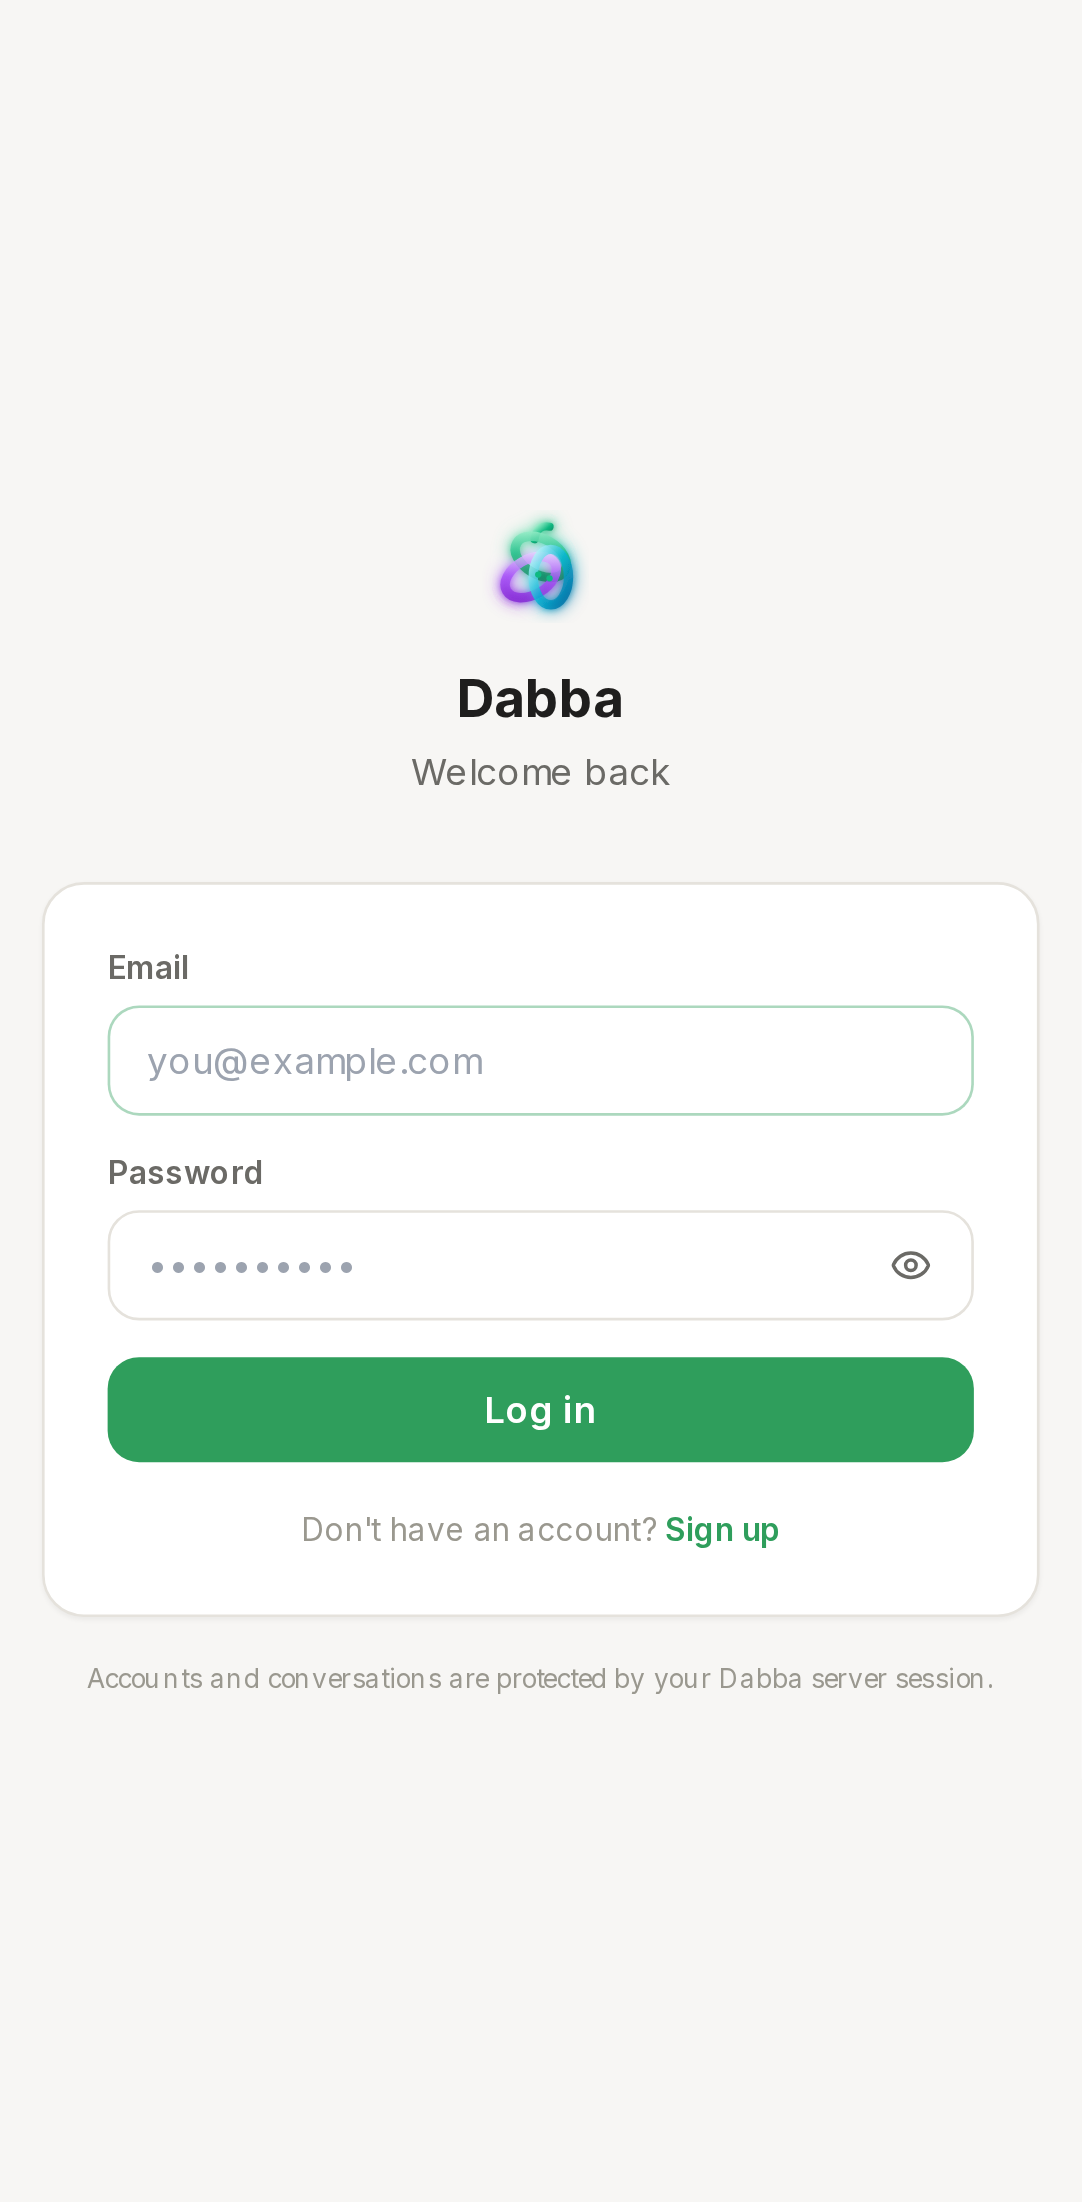 Dabba
Welcome back
Email
you@example.com
Password
Log in
Don't have an account? Sign up
Accounts and conversations are protected by your Dabba server session.